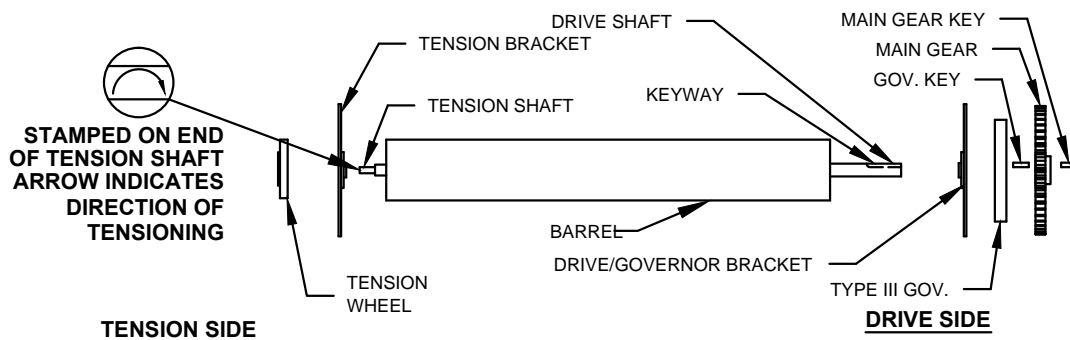 DRIVE SHAFT
MAIN GEAR KEY
TENSION BRACKET
MAIN GEAR
GOV. KEY
KEYWAY
TENSION SHAFT
STAMPED ON END
OF TENSION SHAFT
ARROW INDICATES
DIRECTION OF
TENSIONING
BARREL
DRIVE/GOVERNOR BRACKET
TENSION
WHEEL
TYPE III GOV.
TENSION SIDE
DRIVE SIDE